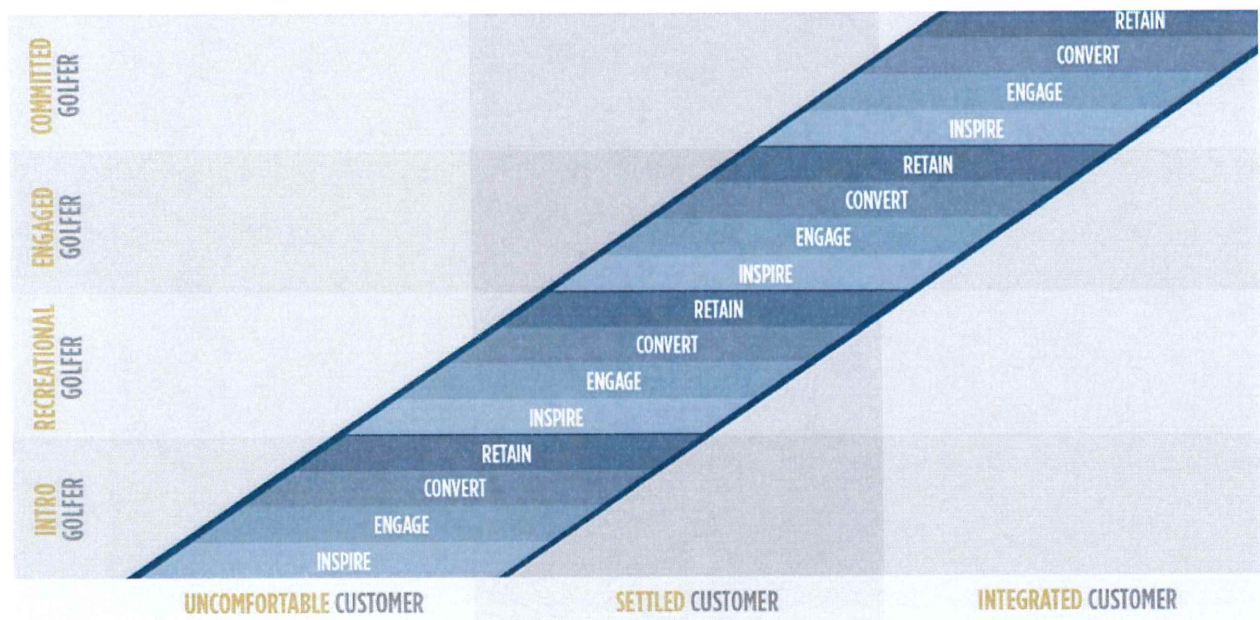 COMMITTED
GOLFER
ENGAGED
GOLFER
RECREATIONAL
GOLFER
INTRO
GOLFER
RETAIN
CONVERT
ENGAGE
INSPIRE
RETAIN
CONVERT
ENGAGE
INSPIRE
RETAIN
CONVERT
ENGAGE
INSPIRE
RETAIN
CONVERT
ENGAGE
INSPIRE
UNCOMFORTABLE CUSTOMER
SETTLED CUSTOMER
INTEGRATED CUSTOMER